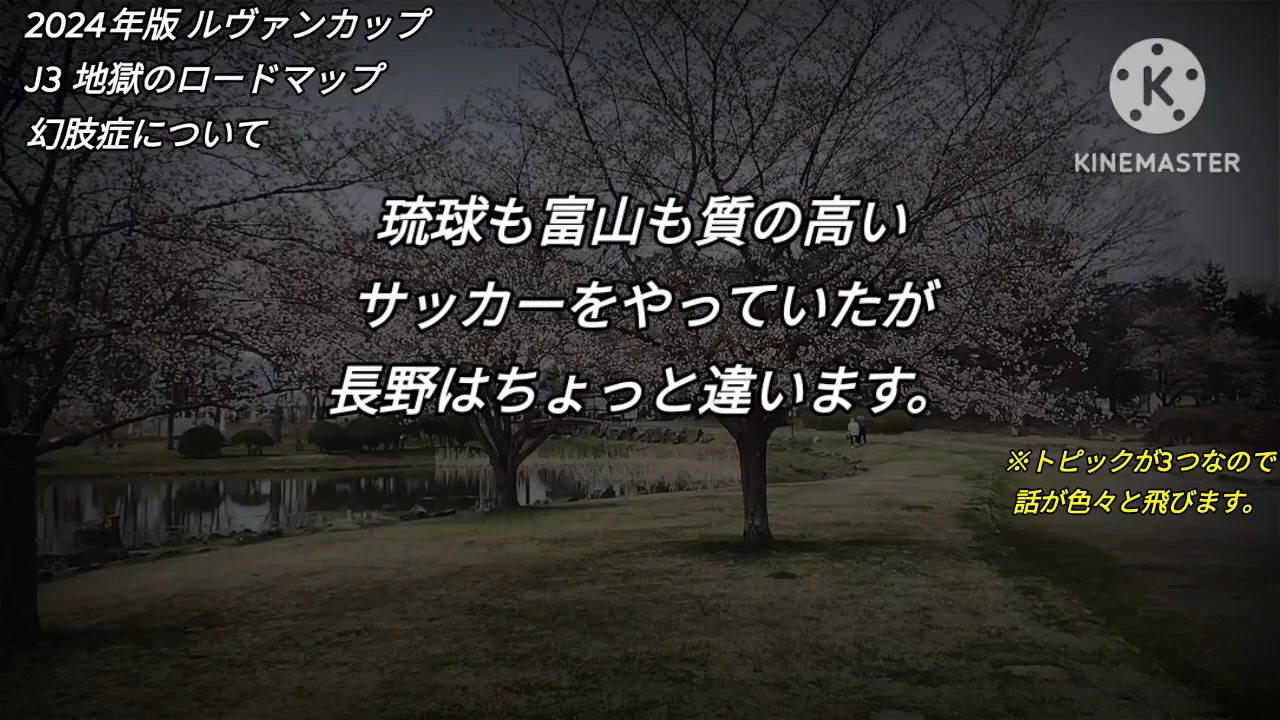 2024年版 ルヴァンカップ
J3 地獄のロードマップ
幻肢症について
KINEMASTER
琉球も富山も質の高い
サッカーをやっていたが
長野はちょっと違います。
※トピックが3つなので
話が色々と飛びます。